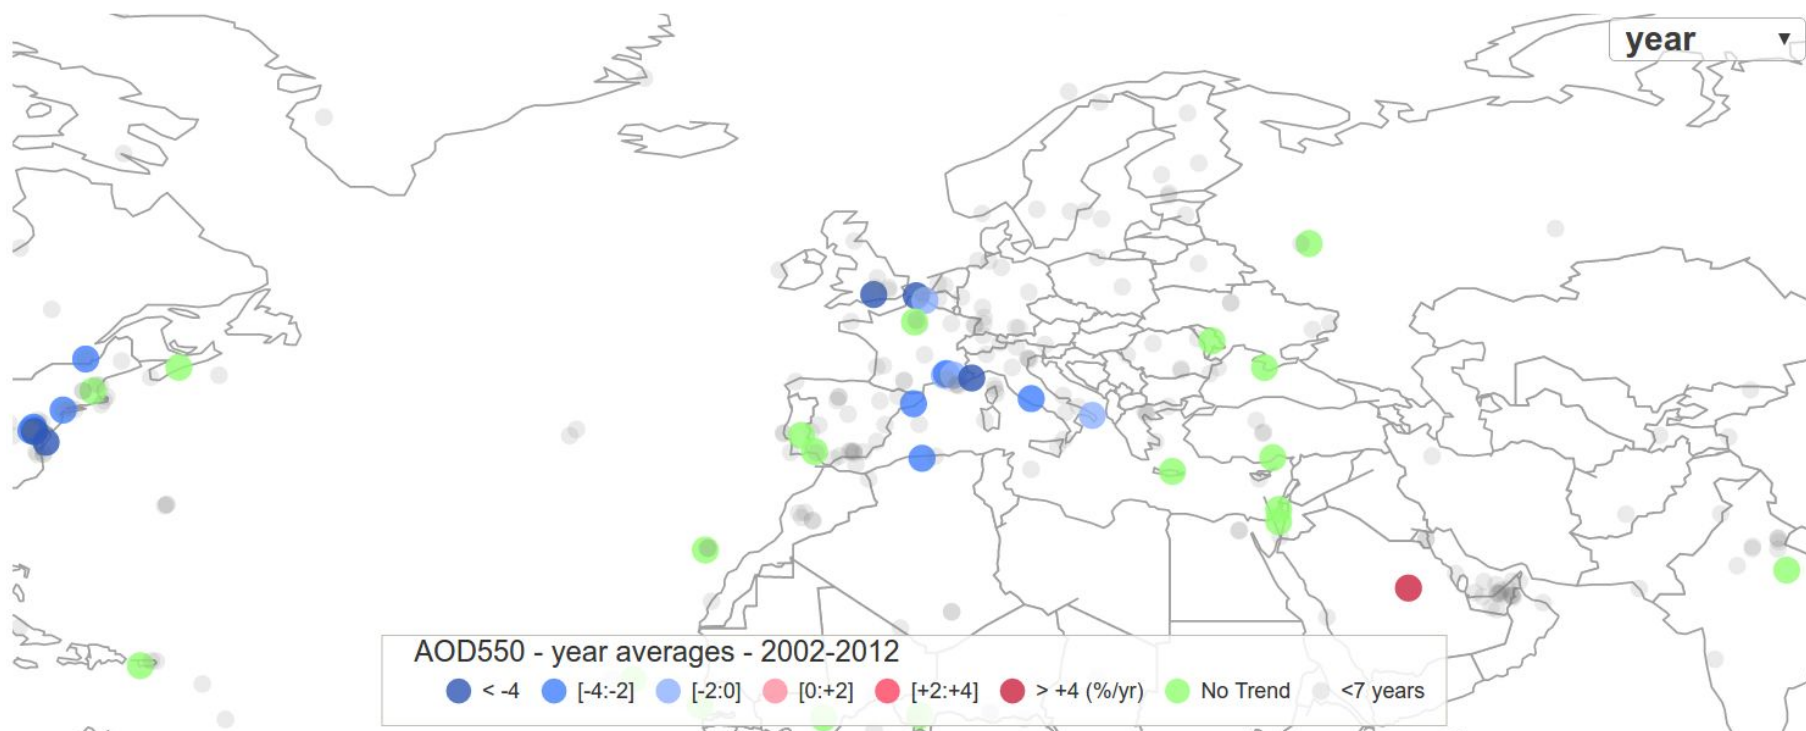 year ▼
AOD550 - year averages - 2002-2012
< -4 [-4:-2] [-2:0] [0:+2] [+2:+4] > +4 (%/yr) No Trend <7 years